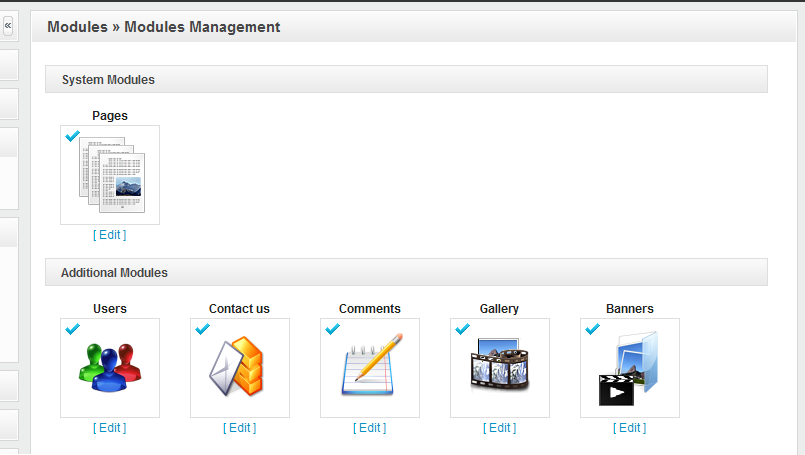 «
Modules » Modules Management
System Modules
Pages
[ Edit ]
Additional Modules
Users Contact us Comments Gallery Banners
[ Edit ] [ Edit ] [ Edit ] [ Edit ] [ Edit ]